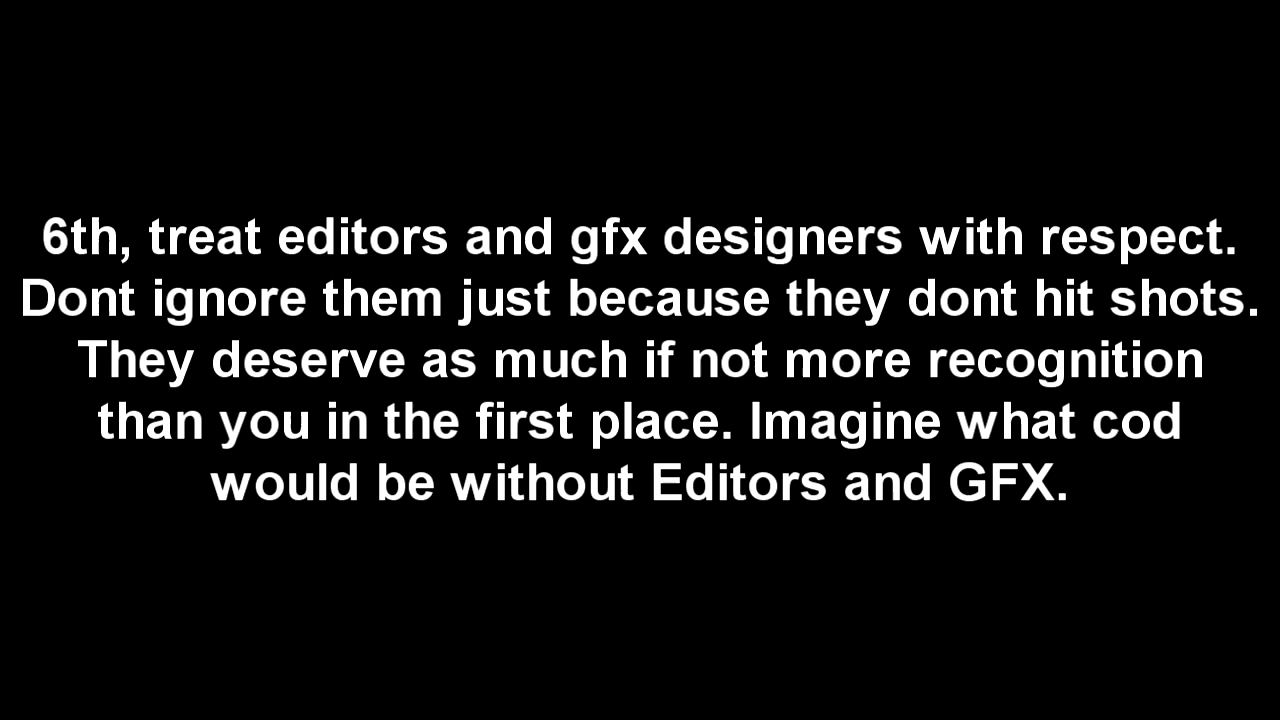 6th, treat editors and gfx designers with respect.
Dont ignore them just because they dont hit shots.
They deserve as much if not more recognition
than you in the first place. Imagine what cod
would be without Editors and GFX.